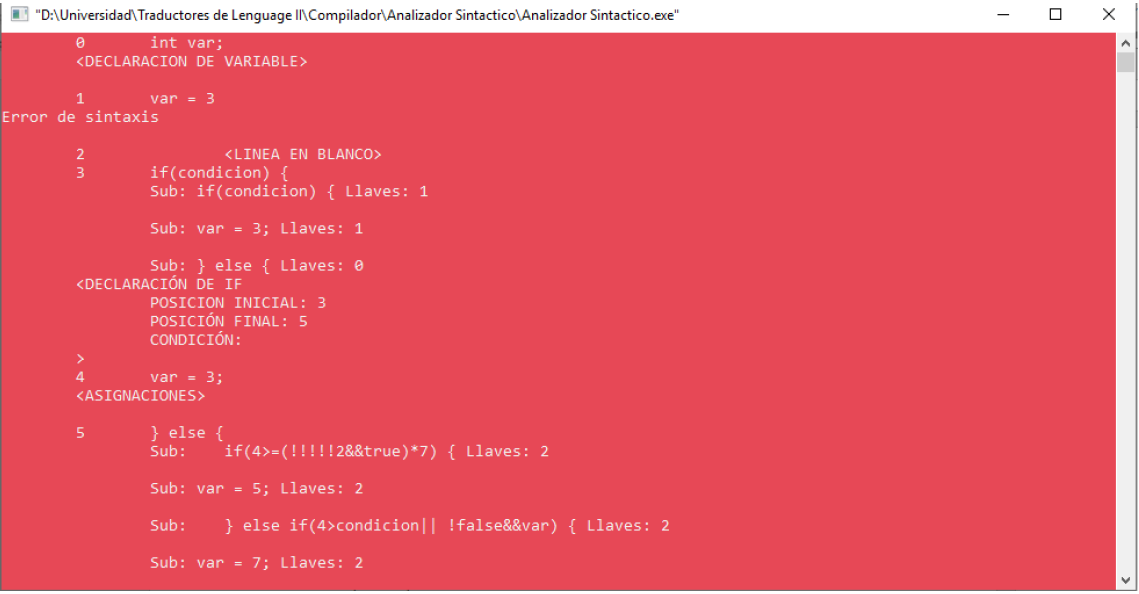 "D:\Universidad\Traductores de Lenguage II\Compilador\Analizador Sintactico\Analizador Sintactico.exe"
0 int var;
<DECLARACION DE VARIABLE>
1 var = 3
Error de sintaxis
2 <LINEA EN BLANCO>
3 if(condicion) {
Sub: if(condicion) { Llaves: 1
Sub: var = 3; Llaves: 1
Sub: } else { Llaves: 0
<DECLARACIÓN DE IF
POSICION INICIAL: 3
POSICIÓN FINAL: 5
CONDICIÓN:
>
4 var = 3;
<ASIGNACIONES>
5 } else {
Sub: if(4>=(!!!!!2&&true)*7) { Llaves: 2
Sub: var = 5; Llaves: 2
Sub: } else if(4>condicion|| !false&&var) { Llaves: 2
Sub: var = 7; Llaves: 2